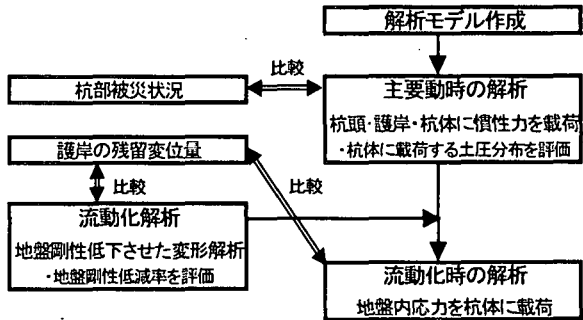 解析モデル作成
比較
杭部被災状況
主要動時の解析
杭頭・護岸・杭体に慣性力を載荷
・杭体に載荷する土圧分布を評価
護岸の残留変位量
比較
比較
流動化解析
地盤剛性低下させた変形解析
・地盤剛性低減率を評価
流動化時の解析
地盤内応力を杭体に載荷